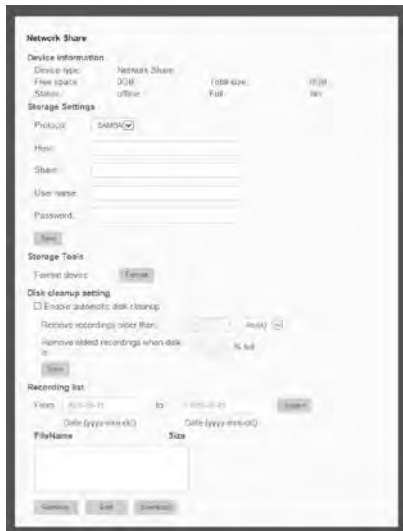 Network Share
Device information
Device type: Network Share
Free space: 0GB Total size: 0GB
Status: offline Full: No
Storage Settings
Protocol: SAMBA
Host:
Share:
User name:
Password:
Save
Storage Tools
Format device Format
Disk cleanup setting
Enable automatic disk cleanup
Remove recordings older than: day(s)
Remove oldest recordings when disk % full
Save
Recording list
From: to:
Date (yyyy-mm-dd) Date (yyyy-mm-dd)
FileName Size
Remove Sort Download